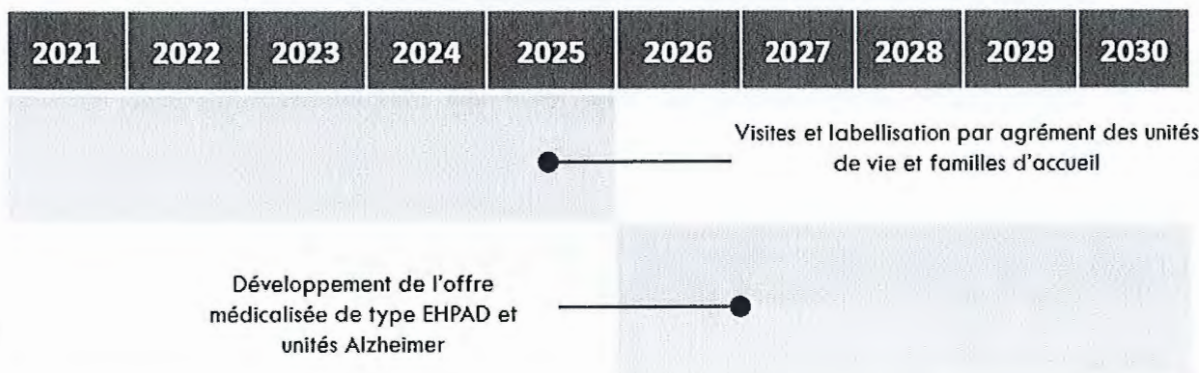 2021 2022 2023 2024 2025 2026 2027 2028 2029 2030
Visites et labellisation par agrément des unités
de vie et familles d'accueil
Développement de l'offre
médicalisée de type EHPAD et
unités Alzheimer